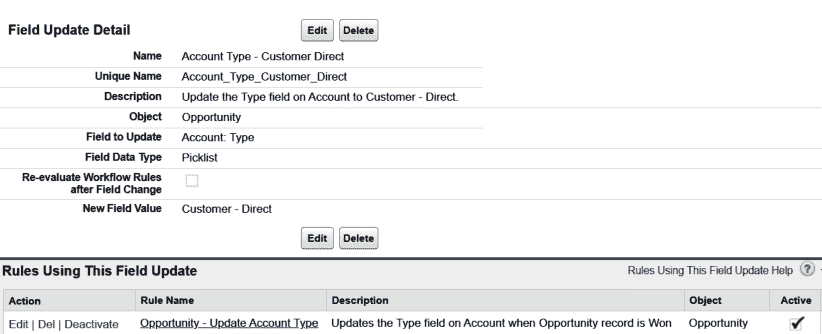 Field Update Detail
Edit Delete
Name Account Type - Customer Direct
Unique Name Account_Type_Customer_Direct
Description Update the Type field on Account to Customer - Direct.
Object Opportunity
Field to Update Account: Type
Field Data Type Picklist
Re-evaluate Workflow Rules
after Field Change
New Field Value Customer - Direct
Edit Delete
Rules Using This Field Update
Rules Using This Field Update Help ?
Action Rule Name Description Object Active
Edit | Del | Deactivate Opportunity - Update Account Type Updates the Type field on Account when Opportunity record is Won Opportunity